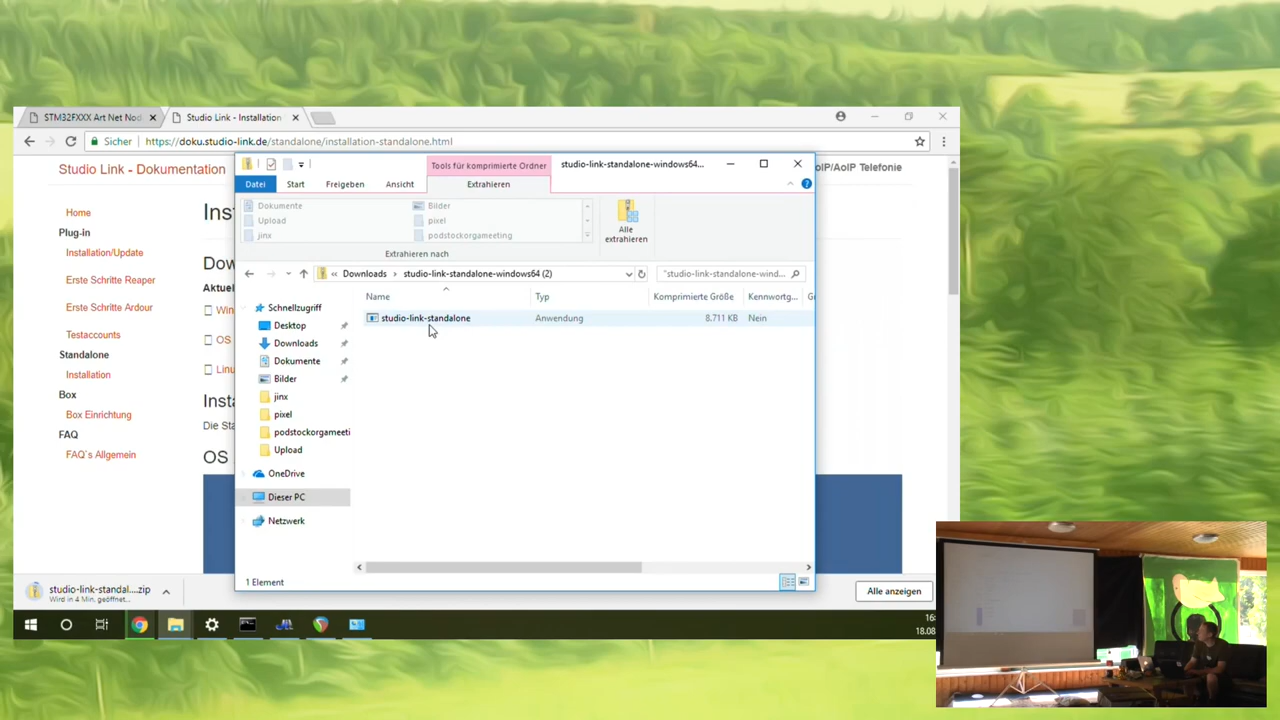 STM32FXXX Art Net Nod
Studio Link - Installation
Sicher
https://doku.studio-link.de/standalone/installation-standalone.html
Studio Link - Dokumentation
oIP/AoIP Telefonie
Tools für komprimierte Ordner
studio-link-standalone-windows64...
Datei
Start
Freigeben
Ansicht
Extrahieren
Dokumente
Bilder
Upload
pixel
jinx
podstockorgameeting
Alle
extrahieren
Extrahieren nach
Downloads
studio-link-standalone-windows64 (2)
"studio-link-standalone-wind...
Name
Typ
Komprimierte Größe
Kennwortg...
Gr
studio-link-standalone
Anwendung
8.711 KB
Nein
Schnellzugriff
Desktop
Downloads
Dokumente
Bilder
jinx
pixel
podstockorgameeti
Upload
OneDrive
Dieser PC
Netzwerk
1 Element
Home
Plug-in
Installation/Update
Erste Schritte Reaper
Erste Schritte Ardour
Testaccounts
Standalone
Installation
Box
Box Einrichtung
FAQ
FAQ´s Allgemein
Inst
Dow
Aktue
Win
OS
Linu
Insta
Die Sta
OS
studio-link-standal....zip
Wird in 4 Min. geöffnet...
Alle anzeigen
16:
18.08